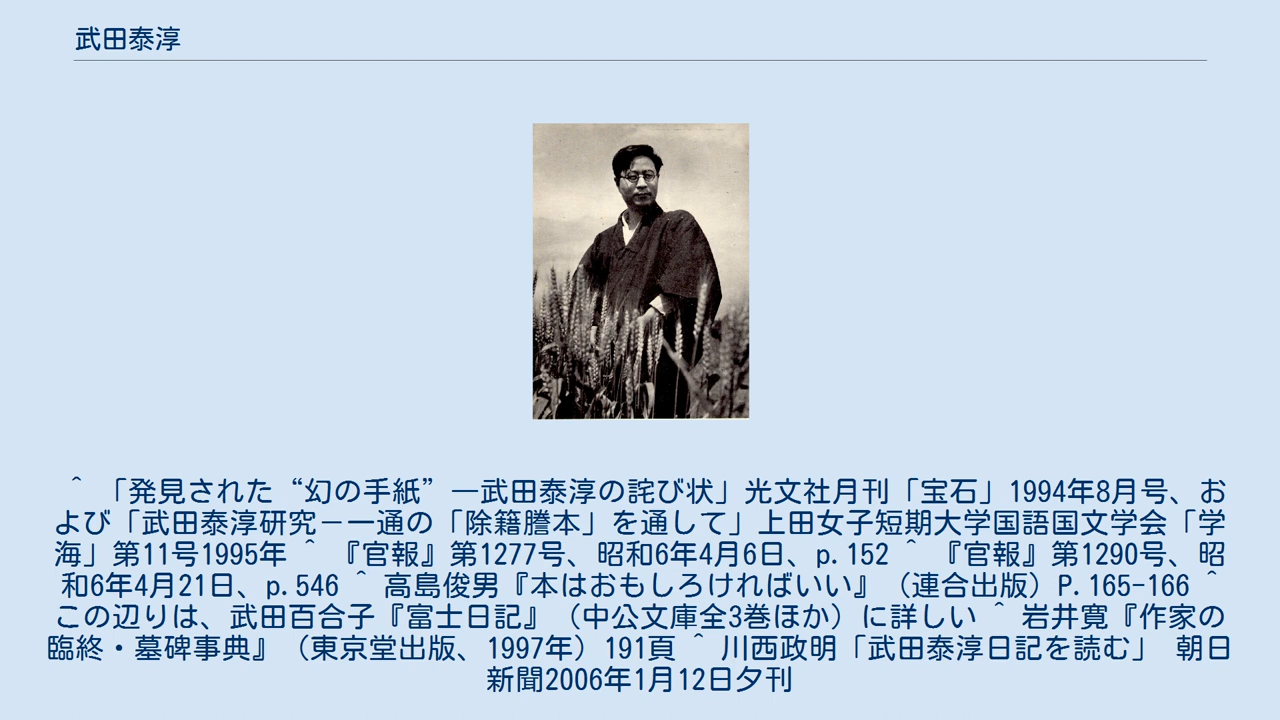 武田泰淳
^ 「発見された“幻の手紙”―武田泰淳の詫び状」光文社月刊「宝石」1994年8月号、お
よび「武田泰淳研究－一通の「除籍謄本」を通して」上田女子短期大学国語国文学会「学
海」第11号1995年 ^ 『官報』第1277号、昭和6年4月6日、p.152 ^ 『官報』第1290号、昭
和6年4月21日、p.546 ^ 高島俊男『本はおもしろければいい』（連合出版）P.165-166 ^
この辺りは、武田百合子『富士日記』（中公文庫全3巻ほか）に詳しい ^ 岩井寛『作家の
臨終・墓碑事典』（東京堂出版、1997年）191頁 ^ 川西政明「武田泰淳日記を読む」 朝日
新聞2006年1月12日夕刊